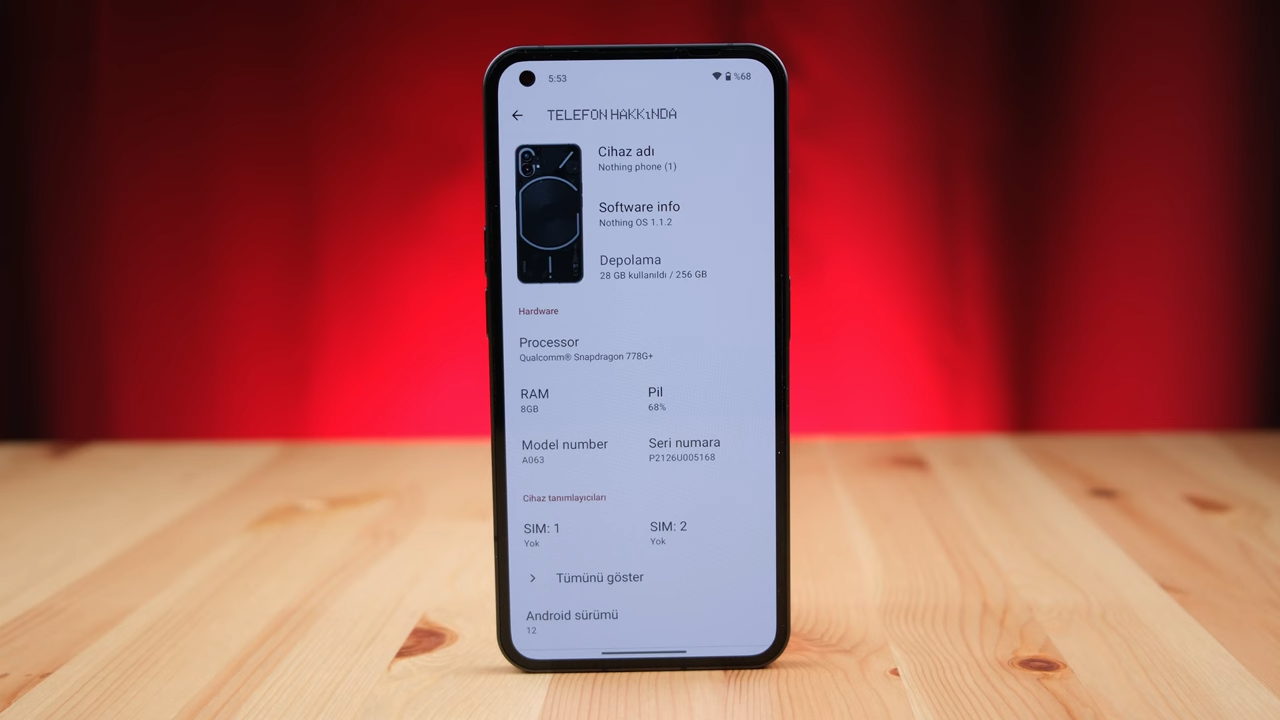 5:53
%68
TELEFON HAKKıNDA
Cihaz adı
Nothing phone (1)
Software info
Nothing OS 1.1.2
Depolama
28 GB kullanıldı / 256 GB
Hardware
Processor
Qualcomm® Snapdragon 778G+
RAM
8GB
Pil
68%
Model number
A063
Seri numara
P2126U005168
Cihaz tanımlayıcıları
SIM: 1
Yok
SIM: 2
Yok
Tümünü göster
Android sürümü
12